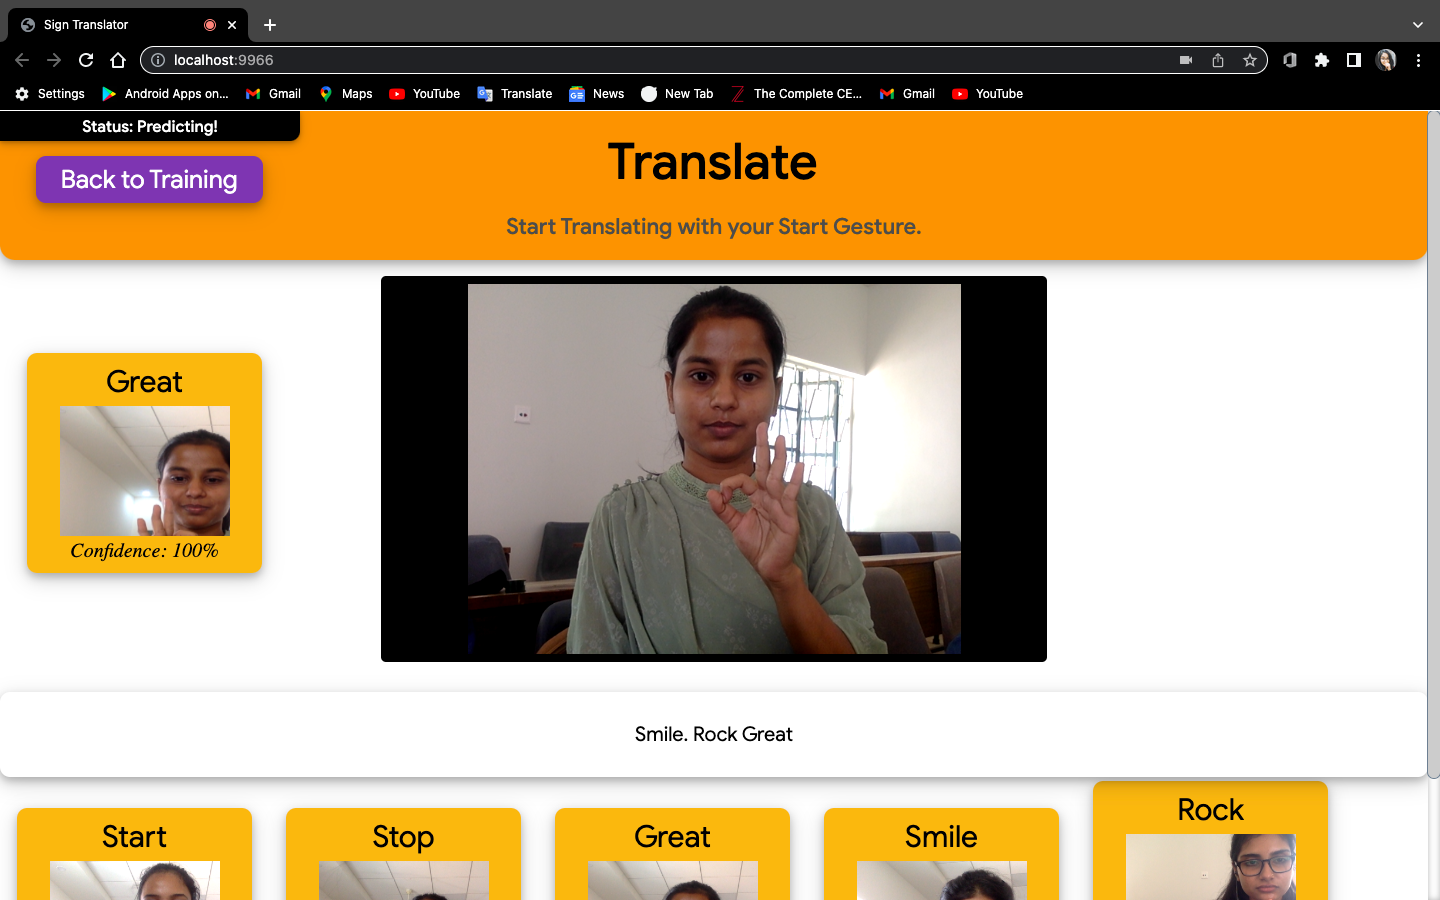 Sign Translator
localhost:9966
Settings
Android Apps on...
Gmail
Maps
YouTube
Translate
News
New Tab
The Complete CE...
Gmail
YouTube
Status: Predicting!
Back to Training
Translate
Start Translating with your Start Gesture.
Great
Confidence: 100%
Smile. Rock Great
Start
Stop
Great
Smile
Rock